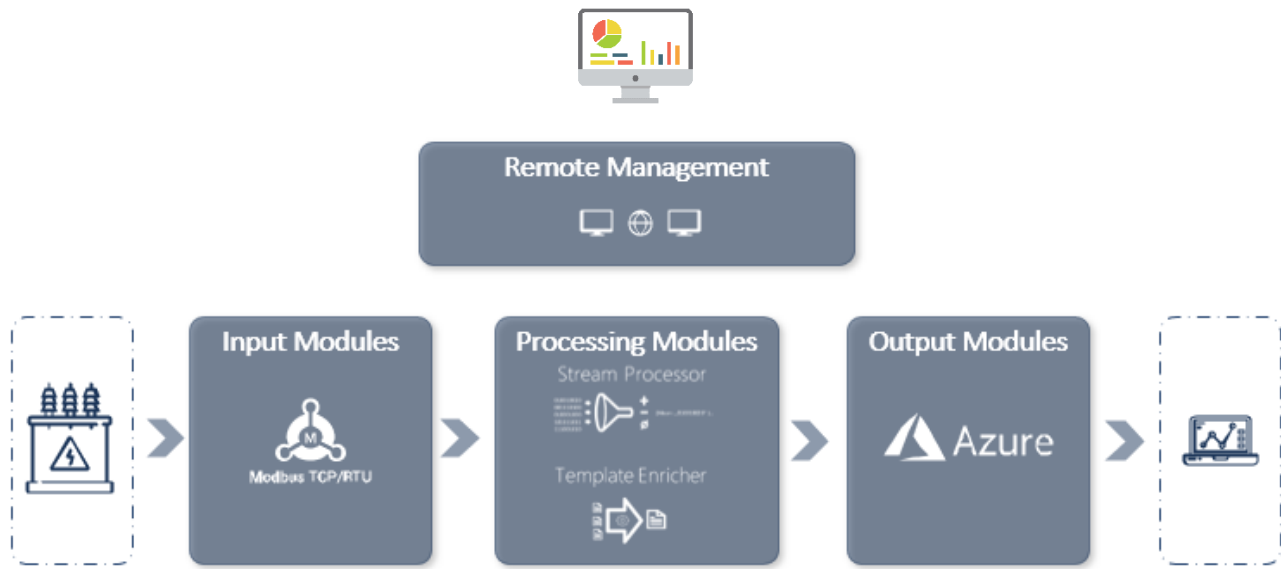 Remote Management
Input Modules
Processing Modules
Output Modules
Stream Processor
M
Modbus TCP/RTU
Azure
Template Enricher